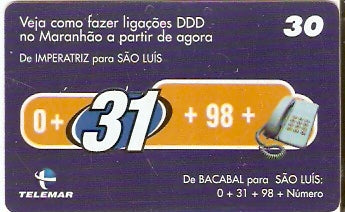 Veja como fazer ligações DDD
no Maranhão a partir de agora
30
De IMPERATRIZ para SÃO LUÍS
0 + 31 + 98 +
TELEMAR
De BACABAL para SÃO LUÍS:
0 + 31 + 98 + Número